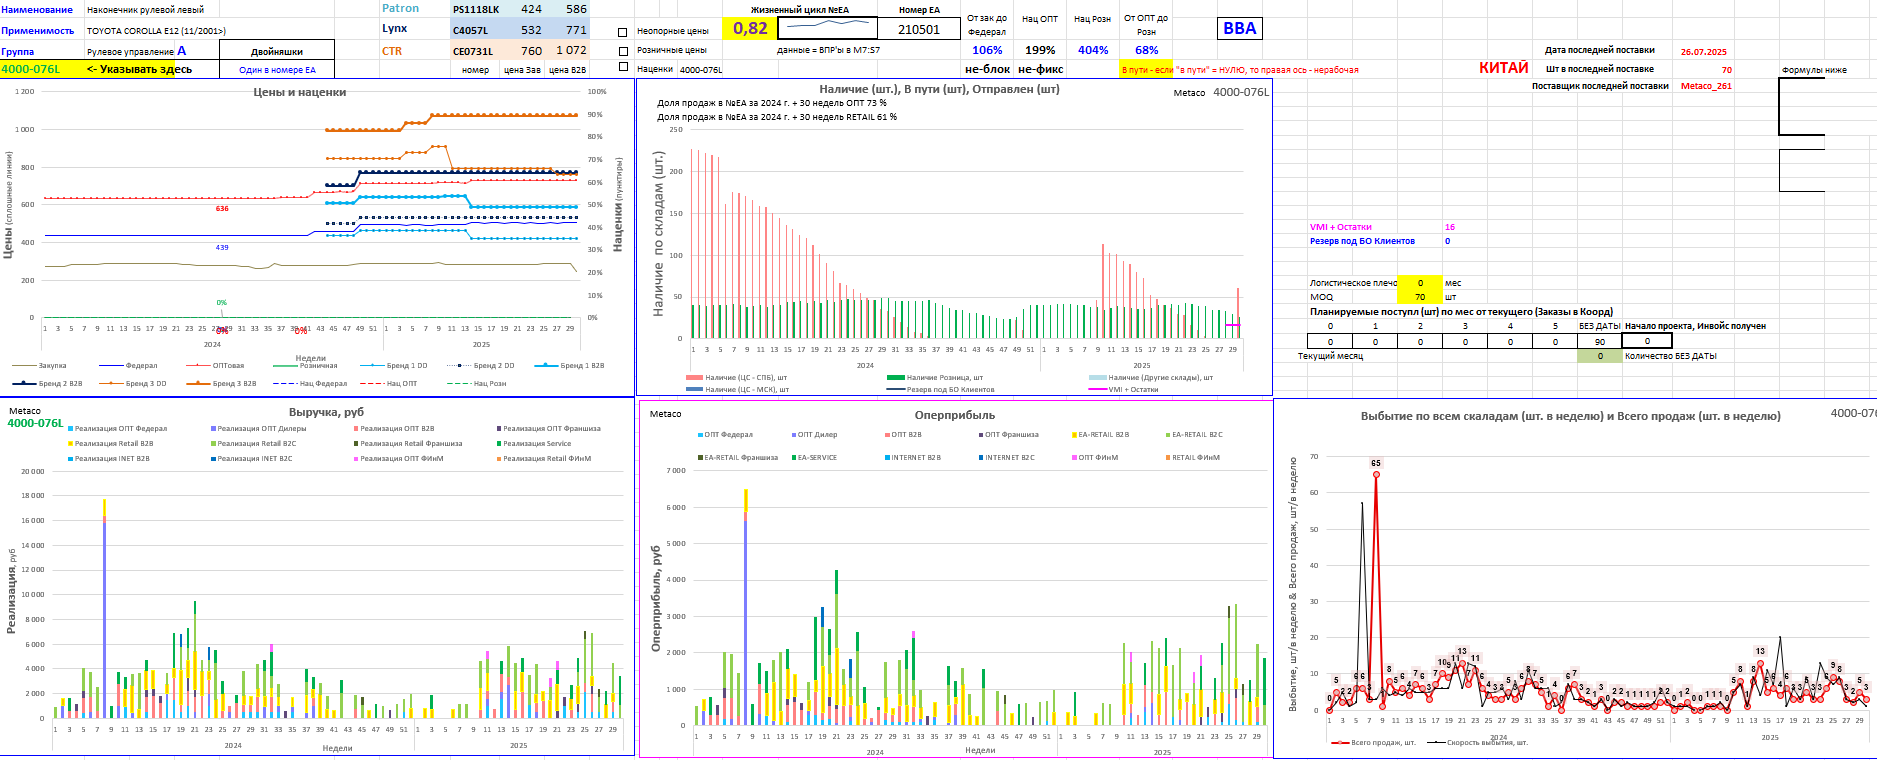 Наименование Наконечник рулевой левый
Применимость TOYOTA COROLLA E12 (11/2001>)
Группа Рулевое управление A Двойняшки
4000-076L <- Указывать здесь Один в номере ЕА
Patron PS1118LK 424 586
Lynx C4057L 532 771
CTR CE0731L 760 1 072
номер цена Зав цена B2B
Жизненный цикл №ЕА Номер ЕА
Неопорные цены 0,82 210501
Розничные цены данные = ВПР'ы в M7:S7
Наценки 4000-076L
От зак до Федерал Нац ОПТ Нац Розн От ОПТ до Розн
106% 199% 404% 68%
не-блок не-фикс
В пути - если "в пути" = НУЛЮ, то правая ось - нерабочая
BBA
КИТАЙ
Дата последней поставки 26.07.2025
Шт в последней поставке 70
Поставщик последней поставки Metaco_261
Формулы ниже
Цены и наценки
Цены (сплошные линии)
Наценки (пунктиры)
1 200
1 000
800
600
400
200
0
100%
90%
80%
70%
60%
50%
40%
30%
20%
10%
0%
636
439
0%
0%
1 3 5 7 9 11 13 15 17 19 21 23 25 27 29 31 33 35 37 39 41 43 45 47 49 51 1 3 5 7 9 11 13 15 17 19 21 23 25 27 29
2024 2025
Недели
Закупка Федерал ОПТовая Розничная Бренд 1 DD Бренд 2 DD Бренд 1 B2B
Бренд 2 B2B Бренд 3 DD Бренд 3 B2B Нац Федерал Нац ОПТ Нац Розн
Наличие (шт.), В пути (шт), Отправлен (шт)
Metaco 4000-076L
Доля продаж в №ЕА за 2024 г. + 30 недель ОПТ 73 %
Доля продаж в №ЕА за 2024 г. + 30 недель RETAIL 61 %
Наличие по складам (шт.)
250
200
150
100
50
0
1 3 5 7 9 11 13 15 17 19 21 23 25 27 29 31 33 35 37 39 41 43 45 47 49 51 1 3 5 7 9 11 13 15 17 19 21 23 25 27 29
2024 2025
Наличие (ЦС - СПБ), шт Наличие Розница, шт Наличие (Другие склады), шт
Наличие (ЦС - МСК), шт Резерв под БО Клиентов VMI + Остатки
VMI + Остатки 16
Резерв под БО Клиентов 0
Логистическое плечо 0 мес
MOQ 70 шт
Планируемые поступл (шт) по мес от текущего (Заказы в Коорд)
0 1 2 3 4 5 БЕЗ ДАТЫ Начало проекта, Инвойс получен
0 0 0 0 0 0 90 0
Текущий месяц 0 Количество БЕЗ ДАТЫ
Metaco
4000-076L
Выручка, руб
Реализация ОПТ Федерал Реализация ОПТ Дилеры Реализация ОПТ B2B Реализация ОПТ Франшиза
Реализация Retail B2B Реализация Retail B2C Реализация Retail Франшиза Реализация Service
Реализация INET B2B Реализация INET B2C Реализация ОПТ ФИнМ Реализация Retail ФИнМ
Реализация, руб
20 000
18 000
16 000
14 000
12 000
10 000
8 000
6 000
4 000
2 000
0
1 3 5 7 9 11 13 15 17 19 21 23 25 27 29 31 33 35 37 39 41 43 45 47 49 51 1 3 5 7 9 11 13 15 17 19 21 23 25 27 29
2024 Недели 2025
Metaco
Оперприбыль
ОПТ Федерал ОПТ Дилер ОПТ B2B ОПТ Франшиза EA-RETAIL B2B EA-RETAIL B2C
EA-RETAIL Франшиза EA-SERVICE INTERNET B2B INTERNET B2C ОПТ ФИнМ RETAIL ФИнМ
Оперприбыль, руб
7 000
6 000
5 000
4 000
3 000
2 000
1 000
0
1 3 5 7 9 11 13 15 17 19 21 23 25 27 29 31 33 35 37 39 41 43 45 47 49 51 1 3 5 7 9 11 13 15 17 19 21 23 25 27 29
2024 Недели 2025
Выбытие по всем скаладам (шт. в неделю) и Всего продаж (шт. в неделю)
Выбытие, шт/в неделю & Всего продаж, шт/в неделю
70
60
50
40
30
20
10
0
65
1 3 5 7 9 11 13 15 17 19 21 23 25 27 29 31 33 35 37 39 41 43 45 47 49 51 1 3 5 7 9 11 13 15 17 19 21 23 25 27 29
2024 2025
Всего продаж, шт. Скорость выбытия, шт.